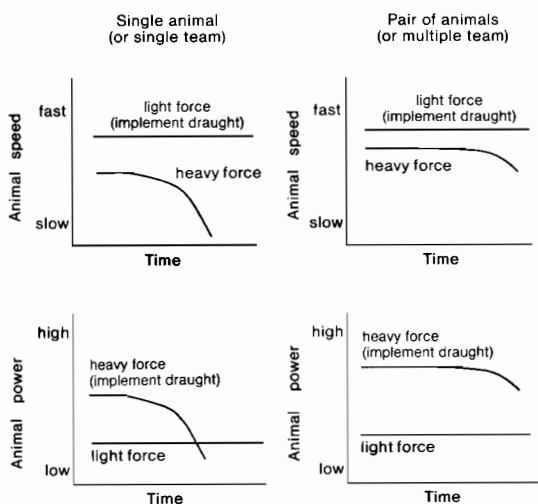 Single animal
(or single team)
Pair of animals
(or multiple team)
Animal speed
fast
slow
light force
(implement draught)
heavy force
Time
Animal speed
fast
slow
light force
(implement draught)
heavy force
Time
Animal power
high
low
heavy force
(implement draught)
light force
Time
Animal power
high
low
heavy force
(implement draught)
light force
Time